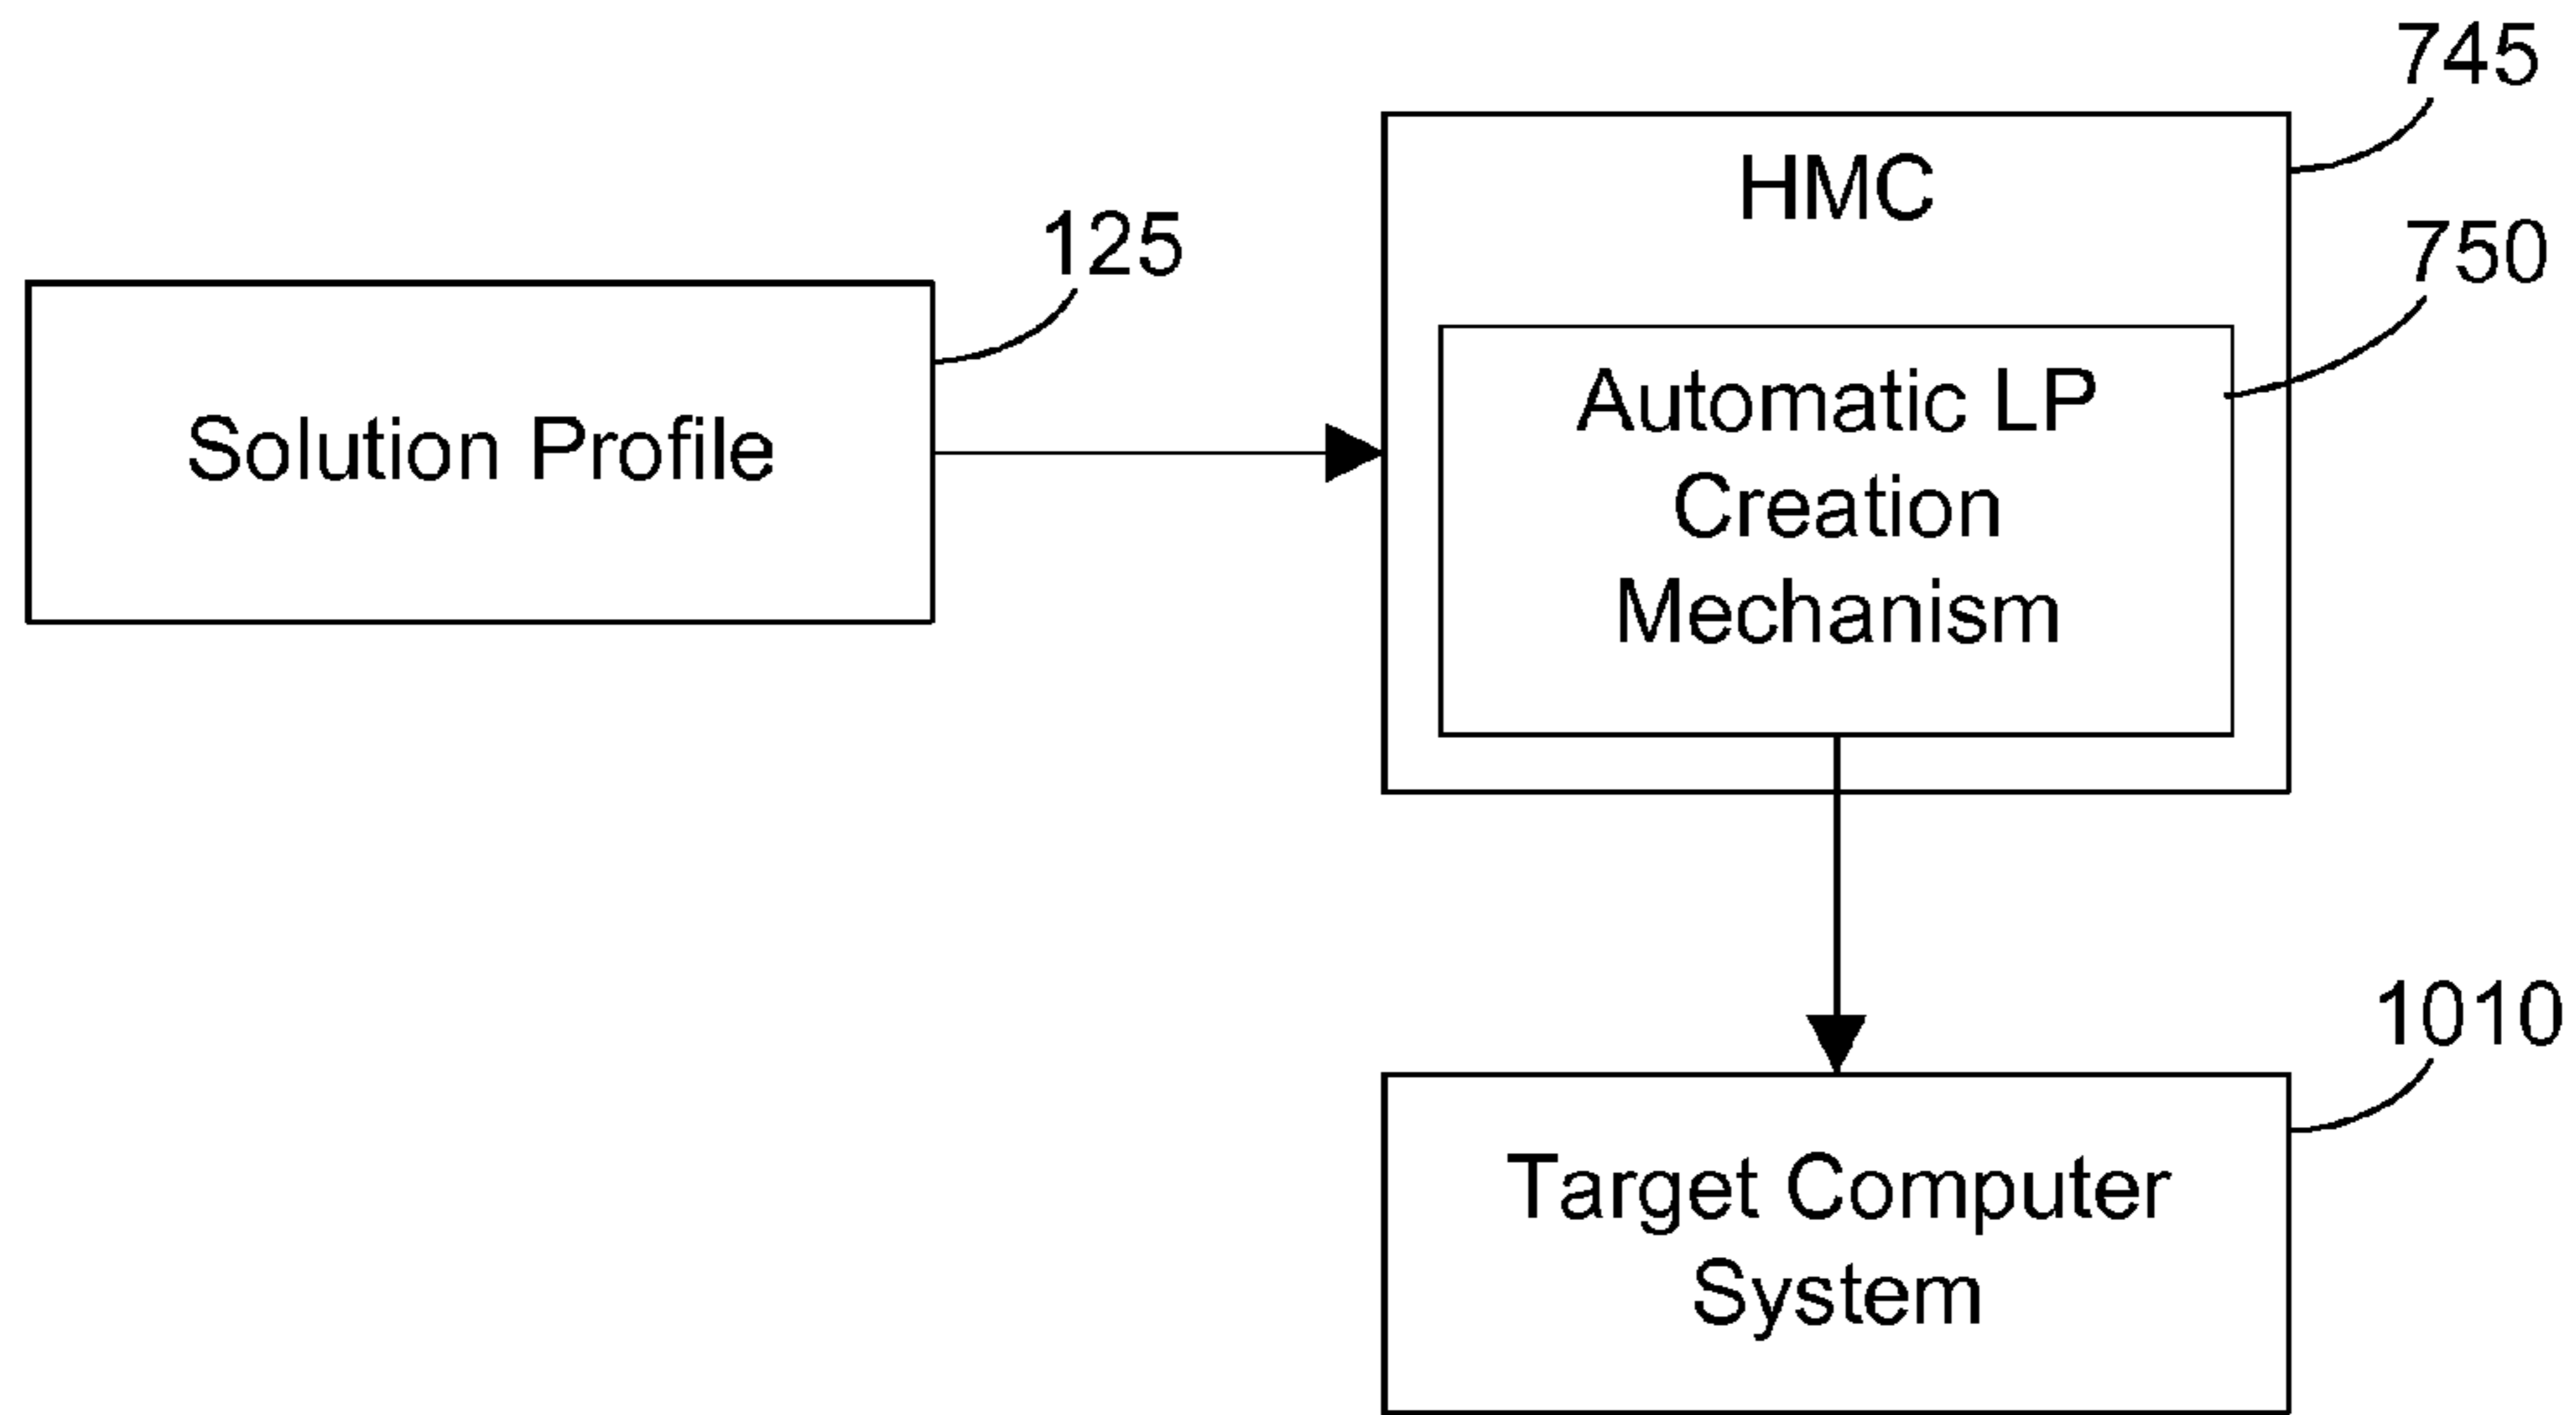 745
HMC
750
125
Solution Profile
Automatic LP
Creation
Mechanism
1010
Target Computer
System